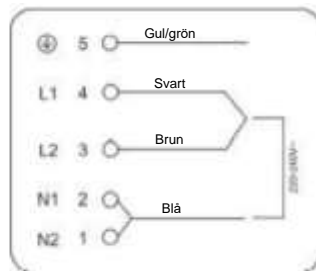 5 Gul/grön
L1 4 Svart
L2 3 Brun
N1 2
Blå
N2 1
220-240V~